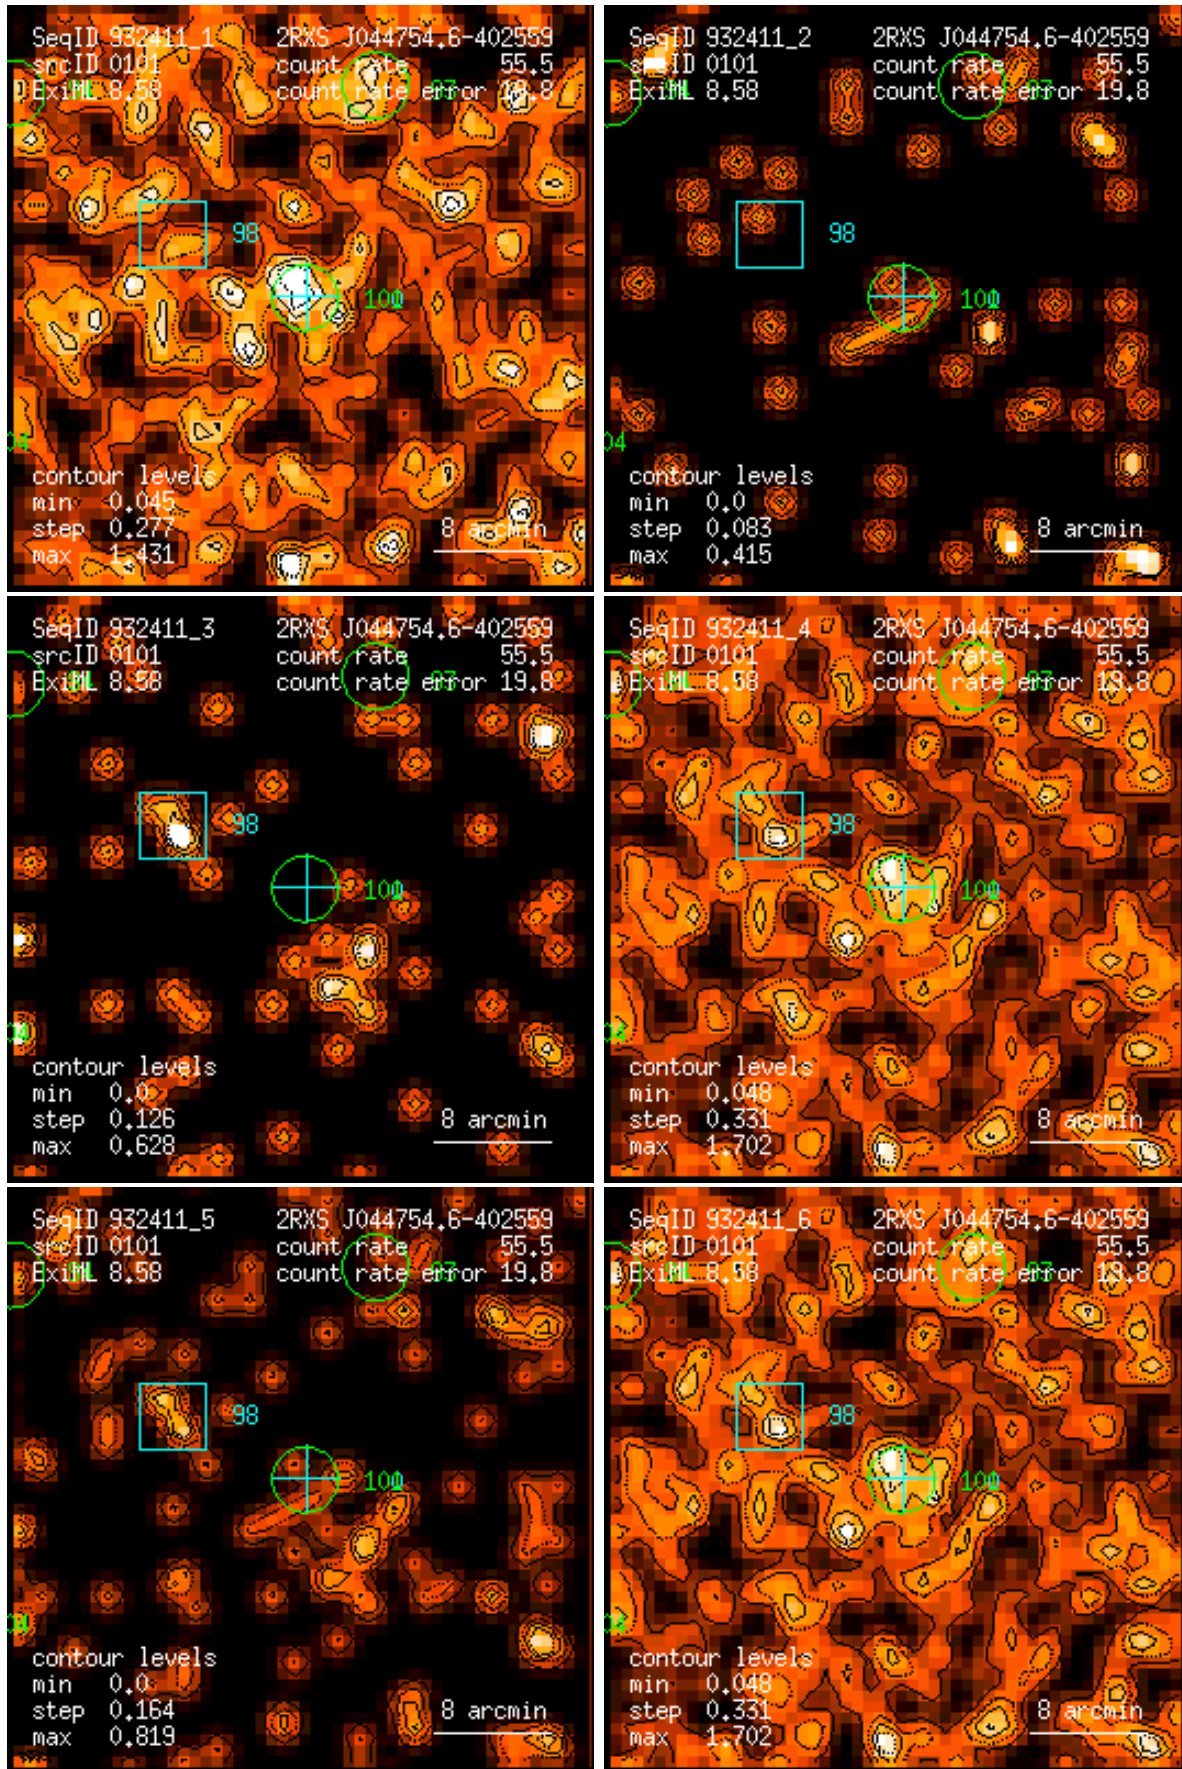 SeqID 932411_1 2RXS J044754.6-402559
srcID 0101 count rate 55.5
ExiML 8.58 count rate error 19.8
98
04
contour levels
min 0.045
step 0.277
max 1.431
8 arcmin
SeqID 932411_2 2RXS J044754.6-402559
srcID 0101 count rate 55.5
ExiML 8.58 count rate error 19.8
98
04
contour levels
min 0.0
step 0.083
max 0.415
8 arcmin
SeqID 932411_3 2RXS J044754.6-402559
srcID 0101 count rate 55.5
ExiML 8.58 count rate error 19.8
98
04
contour levels
min 0.0
step 0.126
max 0.628
8 arcmin
SeqID 932411_4 2RXS J044754.6-402559
srcID 0101 count rate 55.5
ExiML 8.58 count rate error 19.8
98
04
contour levels
min 0.048
step 0.331
max 1.702
8 arcmin
SeqID 932411_5 2RXS J044754.6-402559
srcID 0101 count rate 55.5
ExiML 8.58 count rate error 19.8
98
contour levels
min 0.0
step 0.164
max 0.819
8 arcmin
SeqID 932411_6 2RXS J044754.6-402559
srcID 0101 count rate 55.5
ExiML 8.58 count rate error 19.8
98
04
contour levels
min 0.048
step 0.331
max 1.702
8 arcmin